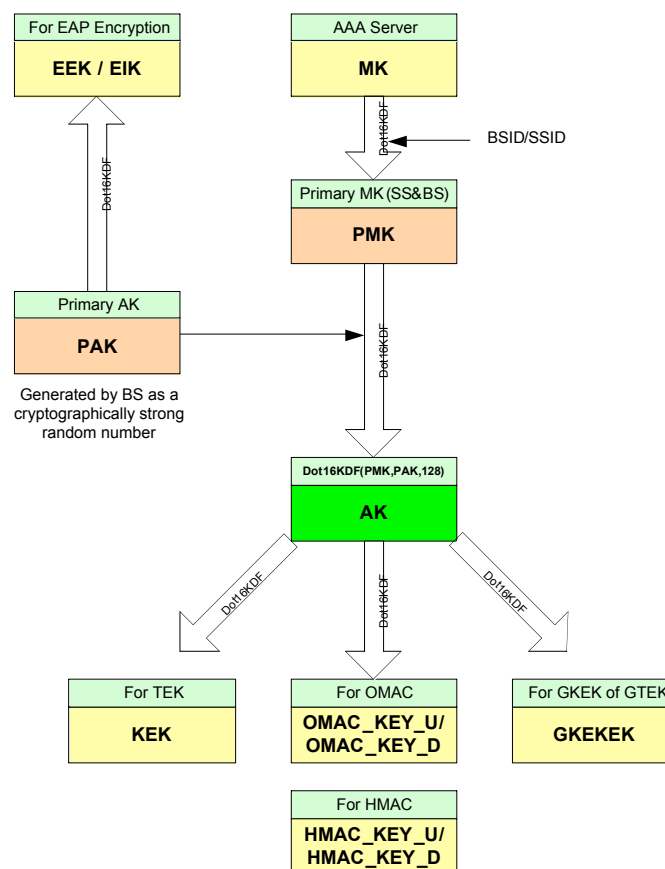 For EAP Encryption
EEK / EIK
AAA Server
MK
Dot16KDF
BSID/SSID
Dot16KDF
Primary MK (SS&BS)
PMK
Primary AK
PAK
Generated by BS as a
cryptographically strong
random number
Dot16KDF
Dot16KDF(PMK,PAK,128)
AK
Dot16KDF
Dot16KDF
Dot16KDF
For TEK
KEK
For OMAC
OMAC_KEY_U/
OMAC_KEY_D
For GKEK of GTEK
GKEKEK
For HMAC
HMAC_KEY_U/
HMAC_KEY_D